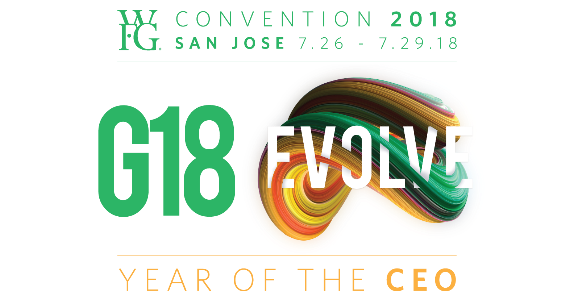 WFG. CONVENTION 2018
SAN JOSE 7.26 - 7.29.18
G18 EVOLVE
YEAR OF THE CEO